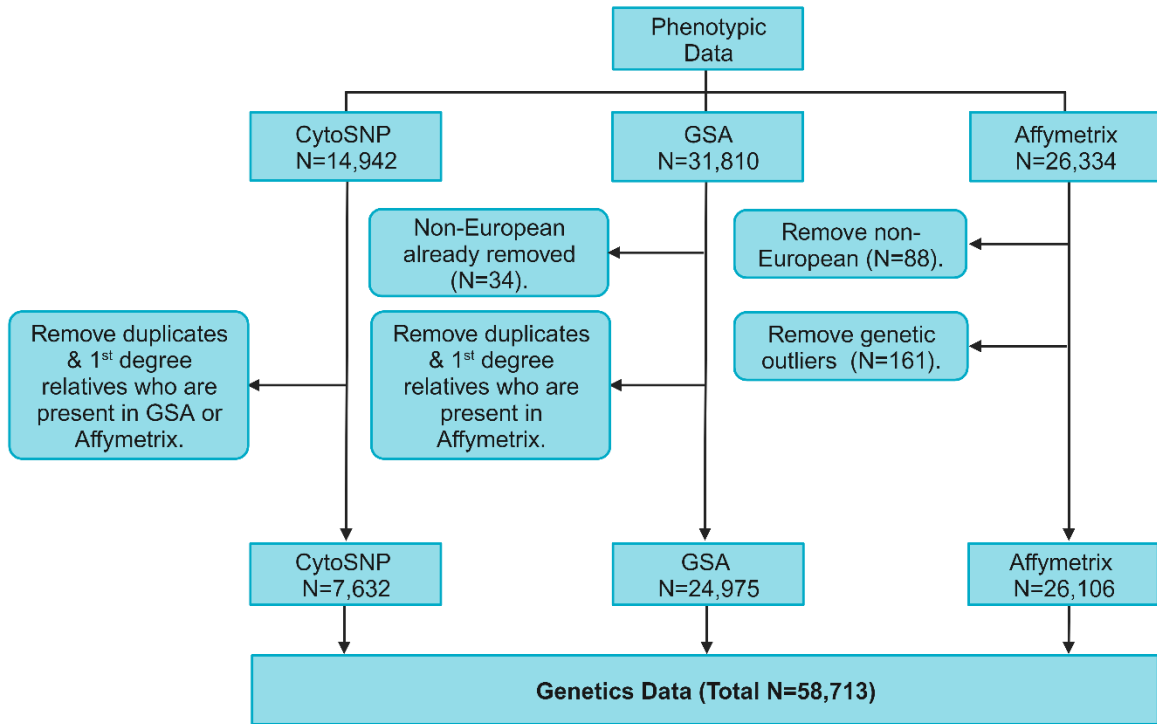 Phenotypic
Data
CytoSNP
N=14,942
GSA
N=31,810
Affymetrix
N=26,334
Non-European
already removed
(N=34).
Remove non-
European (N=88).
Remove duplicates
& 1st degree
relatives who are
present in GSA or
Affymetrix.
Remove duplicates
& 1st degree
relatives who are
present in
Affymetrix.
Remove genetic
outliers (N=161).
CytoSNP
N=7,632
GSA
N=24,975
Affymetrix
N=26,106
Genetics Data (Total N=58,713)